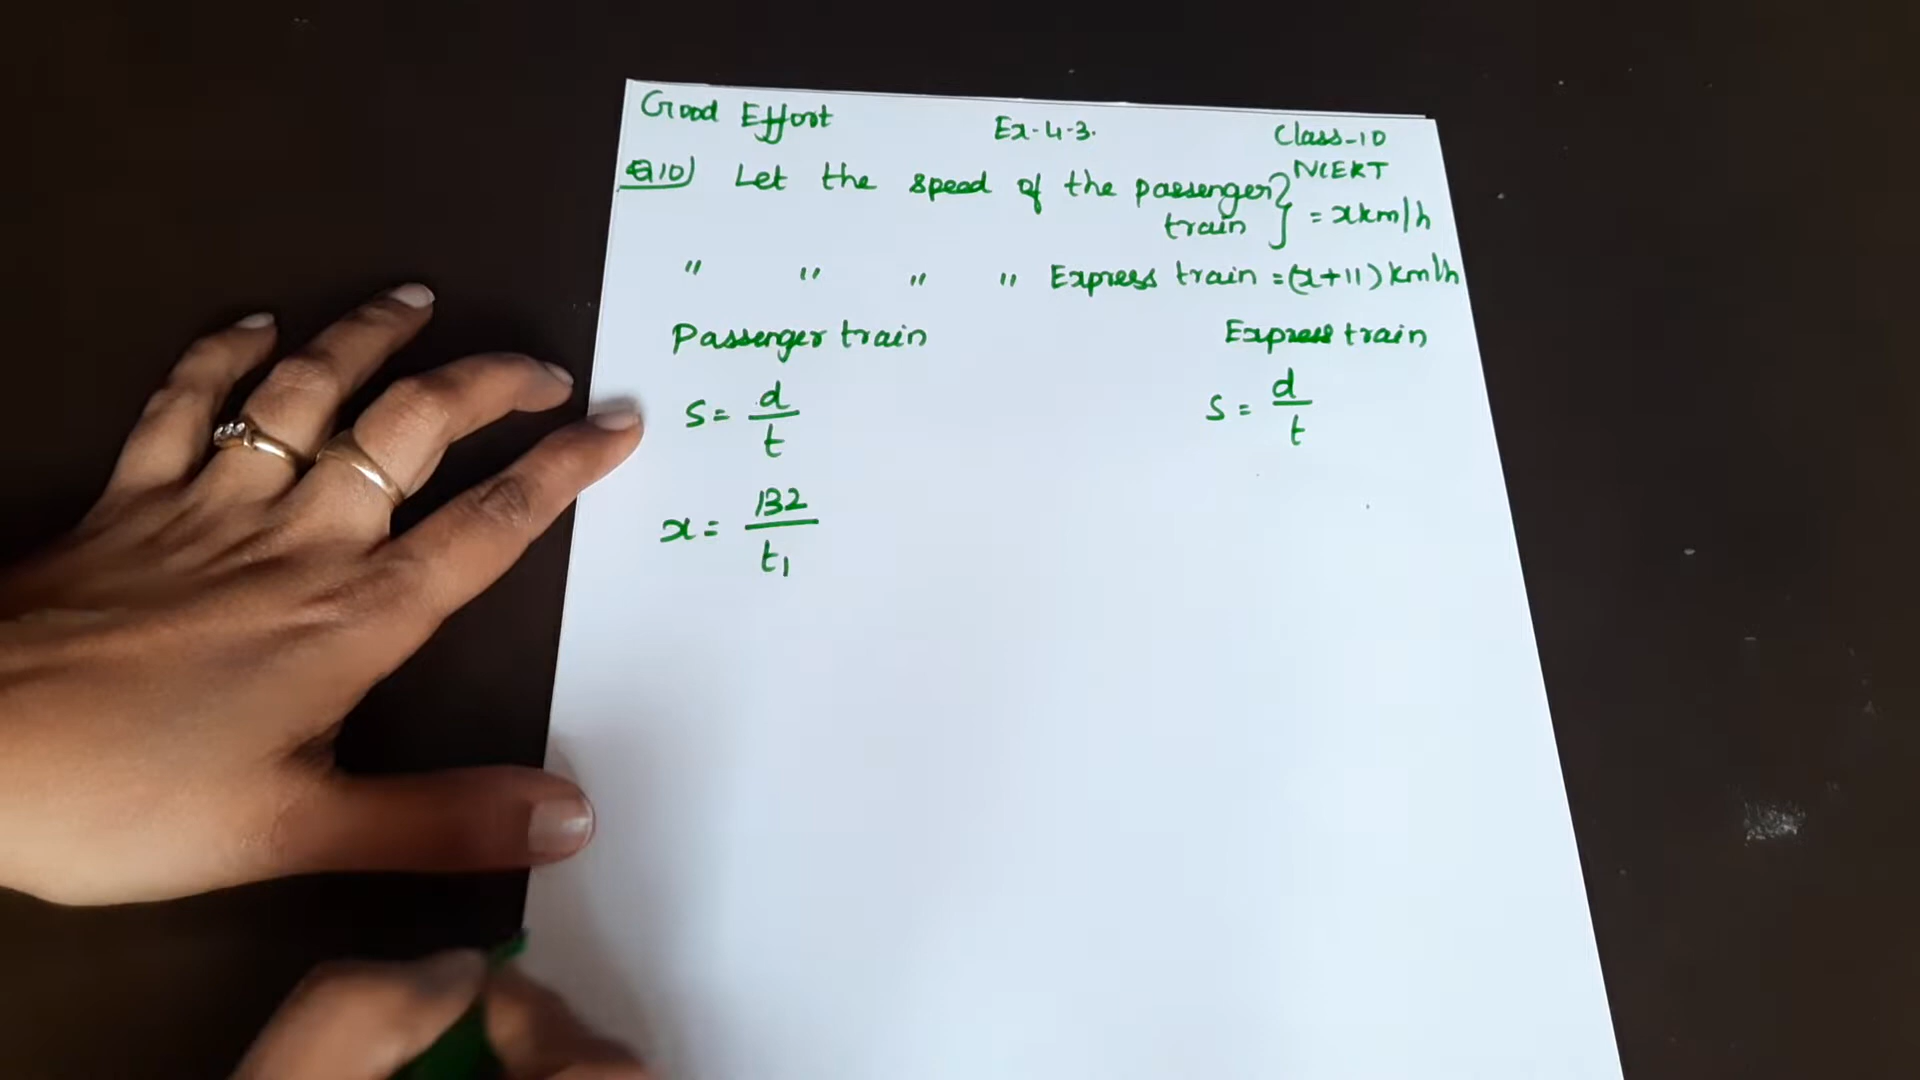 Good Effort Ex-4.3. Class-10
NCERT
Q10) Let the speed of the passenger train } = x km/h
" " " " Express train = (x+11) km/h
Passenger train Express train
S = d/t S = d/t
x = 132/t₁